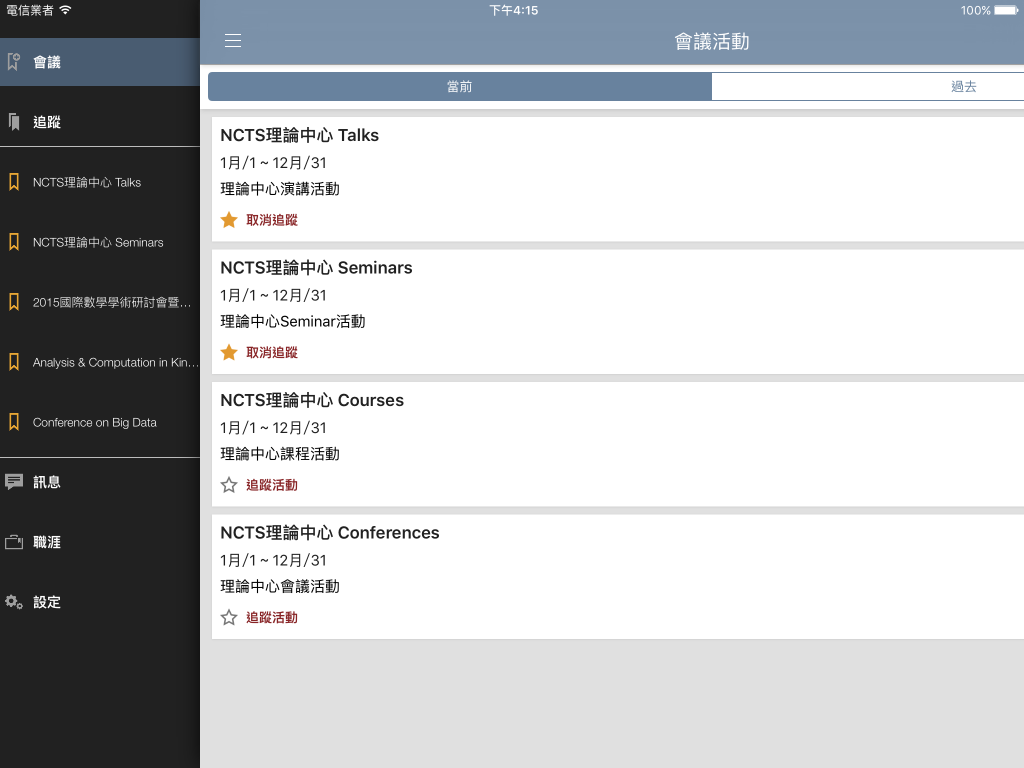 電信業者
下午4:15
100%
會議
追蹤
NCTS理論中心 Talks
NCTS理論中心 Seminars
2015國際數學學術研討會暨...
Analysis & Computation in Kin...
Conference on Big Data
訊息
職涯
設定
會議活動
當前
過去
NCTS理論中心 Talks
1月/1 ~ 12月/31
理論中心演講活動
取消追蹤
NCTS理論中心 Seminars
1月/1 ~ 12月/31
理論中心Seminar活動
取消追蹤
NCTS理論中心 Courses
1月/1 ~ 12月/31
理論中心課程活動
追蹤活動
NCTS理論中心 Conferences
1月/1 ~ 12月/31
理論中心會議活動
追蹤活動